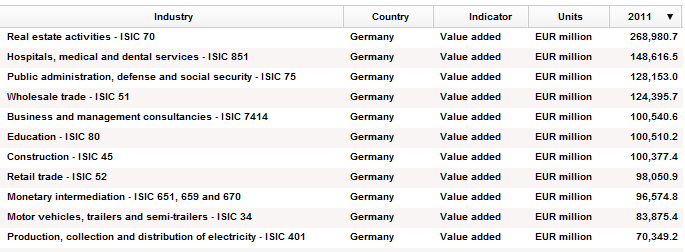 Industry Country Indicator Units 2011 ▼
Real estate activities - ISIC 70 Germany Value added EUR million 268,980.7
Hospitals, medical and dental services - ISIC 851 Germany Value added EUR million 148,616.5
Public administration, defense and social security - ISIC 75 Germany Value added EUR million 128,153.0
Wholesale trade - ISIC 51 Germany Value added EUR million 124,395.7
Business and management consultancies - ISIC 7414 Germany Value added EUR million 100,540.6
Education - ISIC 80 Germany Value added EUR million 100,510.2
Construction - ISIC 45 Germany Value added EUR million 100,377.4
Retail trade - ISIC 52 Germany Value added EUR million 98,050.9
Monetary intermediation - ISIC 651, 659 and 670 Germany Value added EUR million 96,574.8
Motor vehicles, trailers and semi-trailers - ISIC 34 Germany Value added EUR million 83,875.4
Production, collection and distribution of electricity - ISIC 401 Germany Value added EUR million 70,349.2